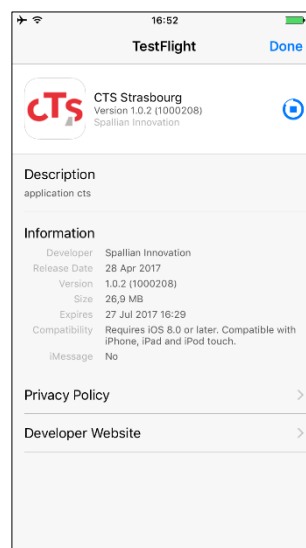 16:52
TestFlight
Done
cTs
CTS Strasbourg
Version 1.0.2 (1000208)
Spallian Innovation
Description
application cts
Information
Developer Spallian Innovation
Release Date 28 Apr 2017
Version 1.0.2 (1000208)
Size 26,9 MB
Expires 27 Jul 2017 16:29
Compatibility Requires iOS 8.0 or later. Compatible with
iPhone, iPad and iPod touch.
iMessage No
Privacy Policy
Developer Website